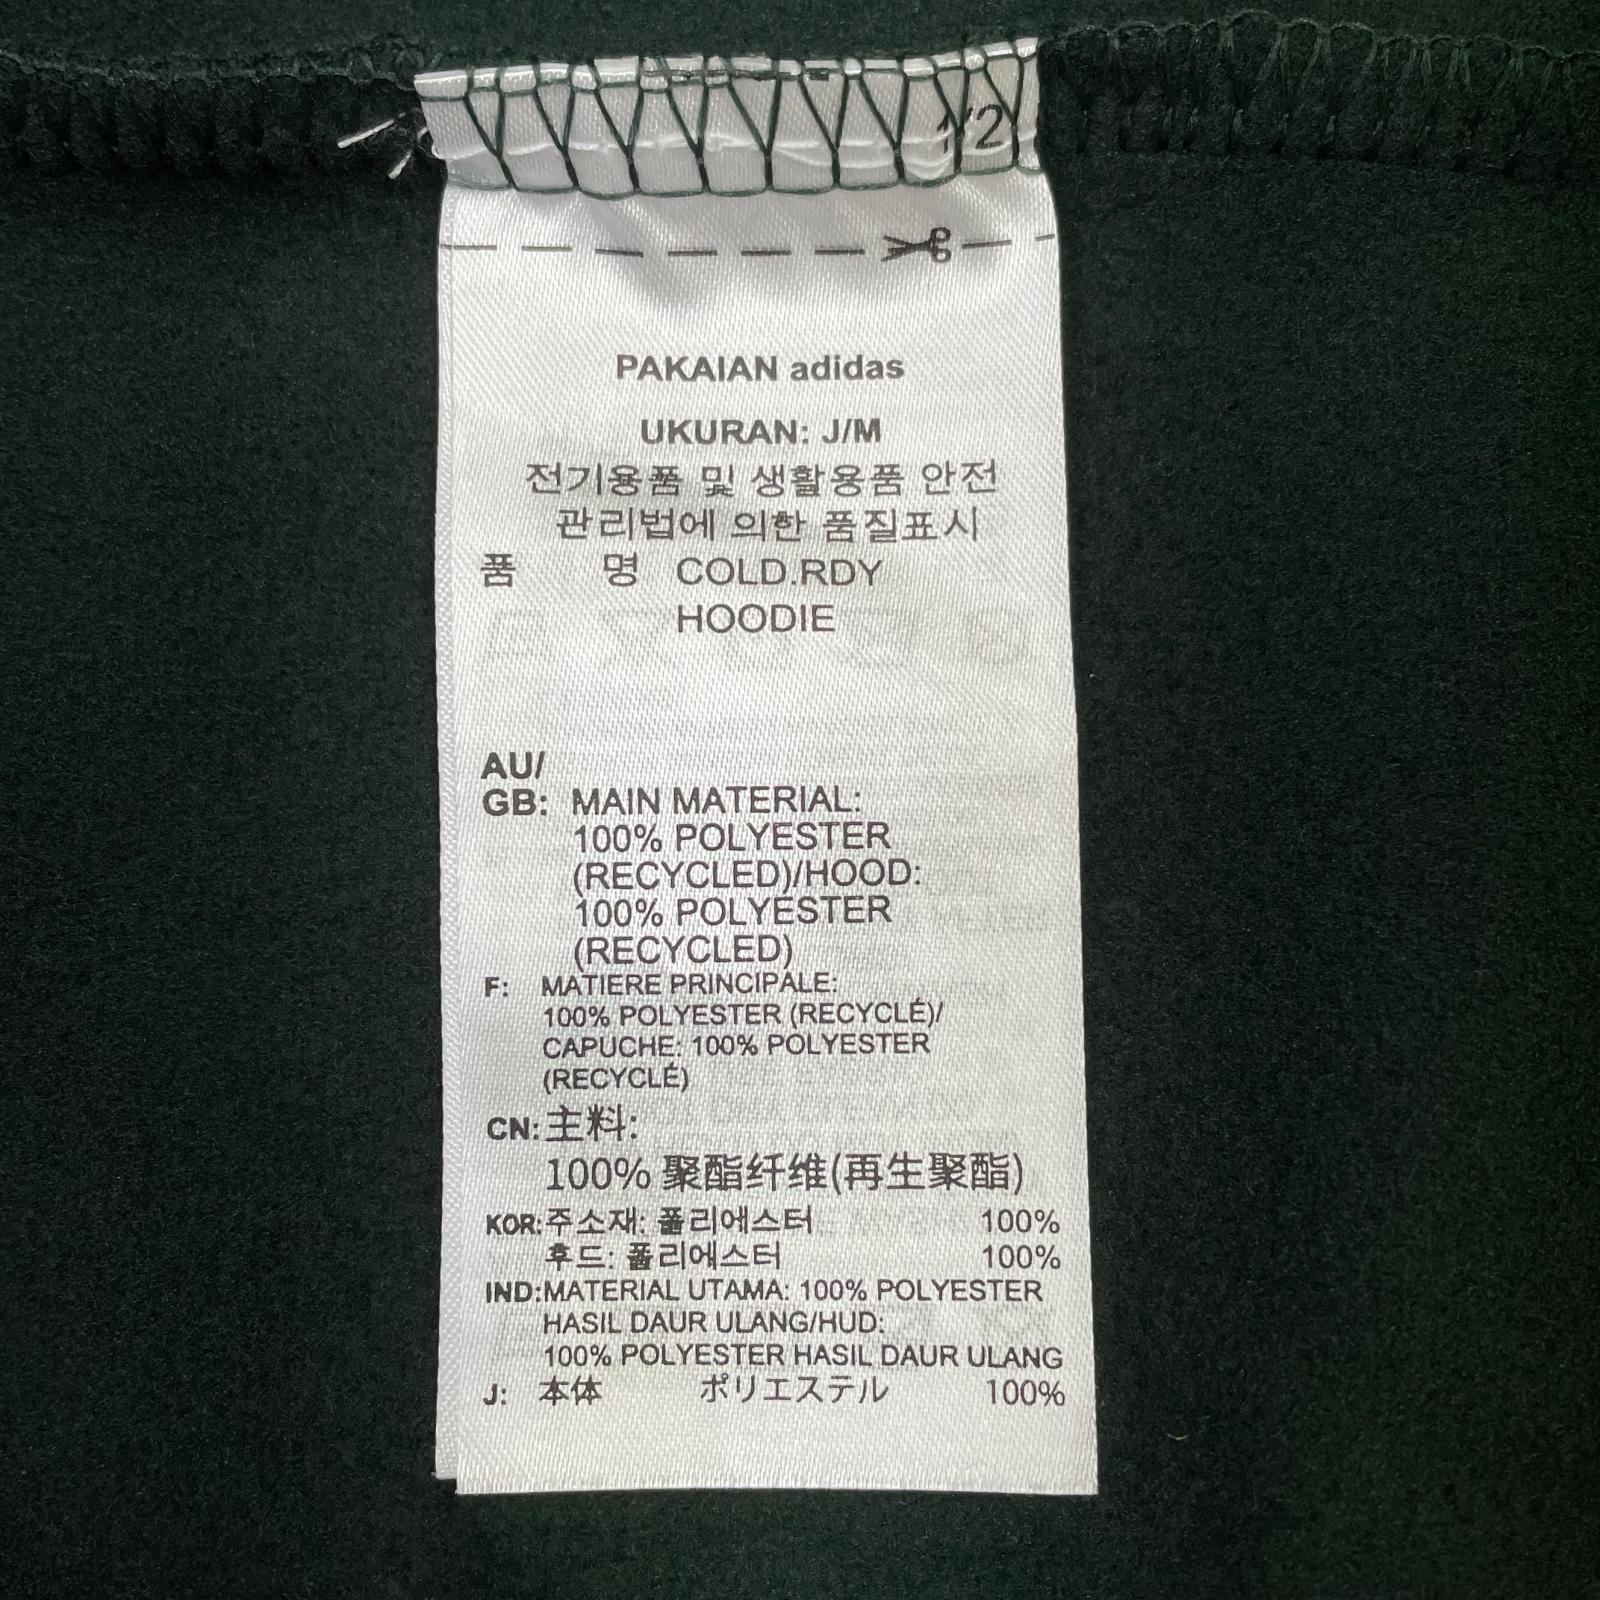 1/2
PAKAIAN adidas
UKURAN: J/M
전기용품 및 생활용품 안전
관리법에 의한 품질표시
품 명 COLD.RDY
HOODIE
AU/
GB: MAIN MATERIAL:
100% POLYESTER
(RECYCLED)/HOOD:
100% POLYESTER
(RECYCLED)
F: MATIERE PRINCIPALE:
100% POLYESTER (RECYCLÉ)/
CAPUCHE: 100% POLYESTER
(RECYCLÉ)
CN: 主料:
100% 聚酯纤维(再生聚酯)
KOR: 주소재: 폴리에스터 100%
후드: 폴리에스터 100%
IND: MATERIAL UTAMA: 100% POLYESTER
HASIL DAUR ULANG/HUD:
100% POLYESTER HASIL DAUR ULANG
J: 本体 ポリエステル 100%